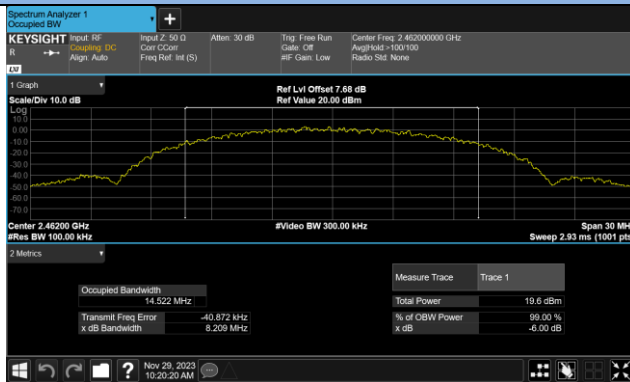 Spectrum Analyzer 1
Occupied BW
KEYSIGHT Input: RF Input Z: 50 Ω Atten: 30 dB Trig: Free Run Center Freq: 2.462000000 GHz
R Coupling: DC Corr CCorr Gate: Off Avg|Hold:>100/100
Align: Auto Freq Ref: Int (S) #IF Gain: Low Radio Std: None
LXI
1 Graph Ref Lvl Offset 7.68 dB
Scale/Div 10.0 dB Ref Value 20.00 dBm
Log
10.0
0.00
-10.0
-20.0
-30.0
-40.0
-50.0
-60.0
-70.0
Center 2.46200 GHz #Video BW 300.00 kHz Span 30 MH
#Res BW 100.00 kHz Sweep 2.93 ms (1001 pts
2 Metrics
Measure Trace Trace 1
Occupied Bandwidth
14.522 MHz Total Power 19.6 dBm
Transmit Freq Error -40.872 kHz % of OBW Power 99.00 %
x dB Bandwidth 8.209 MHz x dB -6.00 dB
? Nov 29, 2023
10:20:20 AM